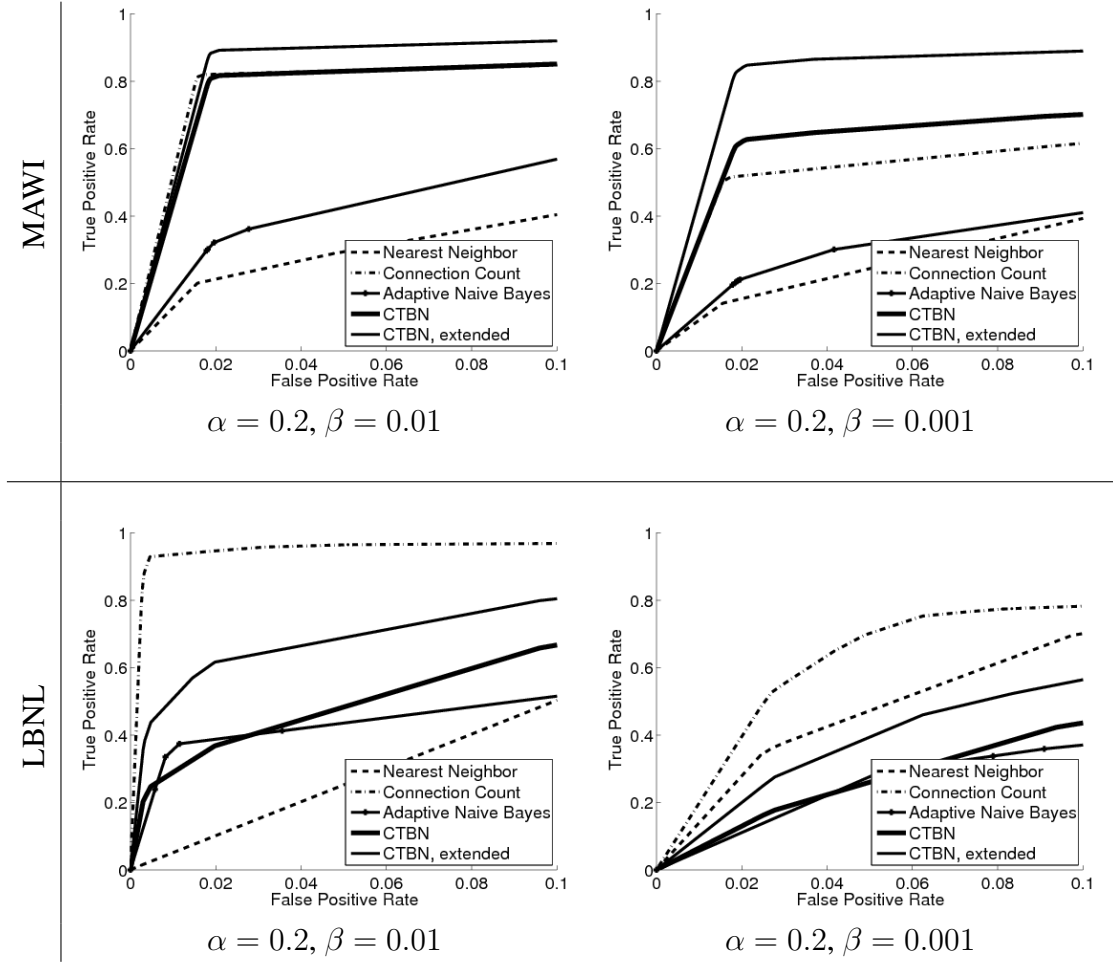 MAWI
True Positive Rate
1
0.8
0.6
0.4
0.2
0
0 0.02 0.04 0.06 0.08 0.1
False Positive Rate
Nearest Neighbor
Connection Count
Adaptive Naive Bayes
CTBN
CTBN, extended
α = 0.2, β = 0.01
True Positive Rate
1
0.8
0.6
0.4
0.2
0
0 0.02 0.04 0.06 0.08 0.1
False Positive Rate
Nearest Neighbor
Connection Count
Adaptive Naive Bayes
CTBN
CTBN, extended
α = 0.2, β = 0.001
LBNL
True Positive Rate
1
0.8
0.6
0.4
0.2
0
0 0.02 0.04 0.06 0.08 0.1
False Positive Rate
Nearest Neighbor
Connection Count
Adaptive Naive Bayes
CTBN
CTBN, extended
α = 0.2, β = 0.01
True Positive Rate
1
0.8
0.6
0.4
0.2
0
0 0.02 0.04 0.06 0.08 0.1
False Positive Rate
Nearest Neighbor
Connection Count
Adaptive Naive Bayes
CTBN
CTBN, extended
α = 0.2, β = 0.001